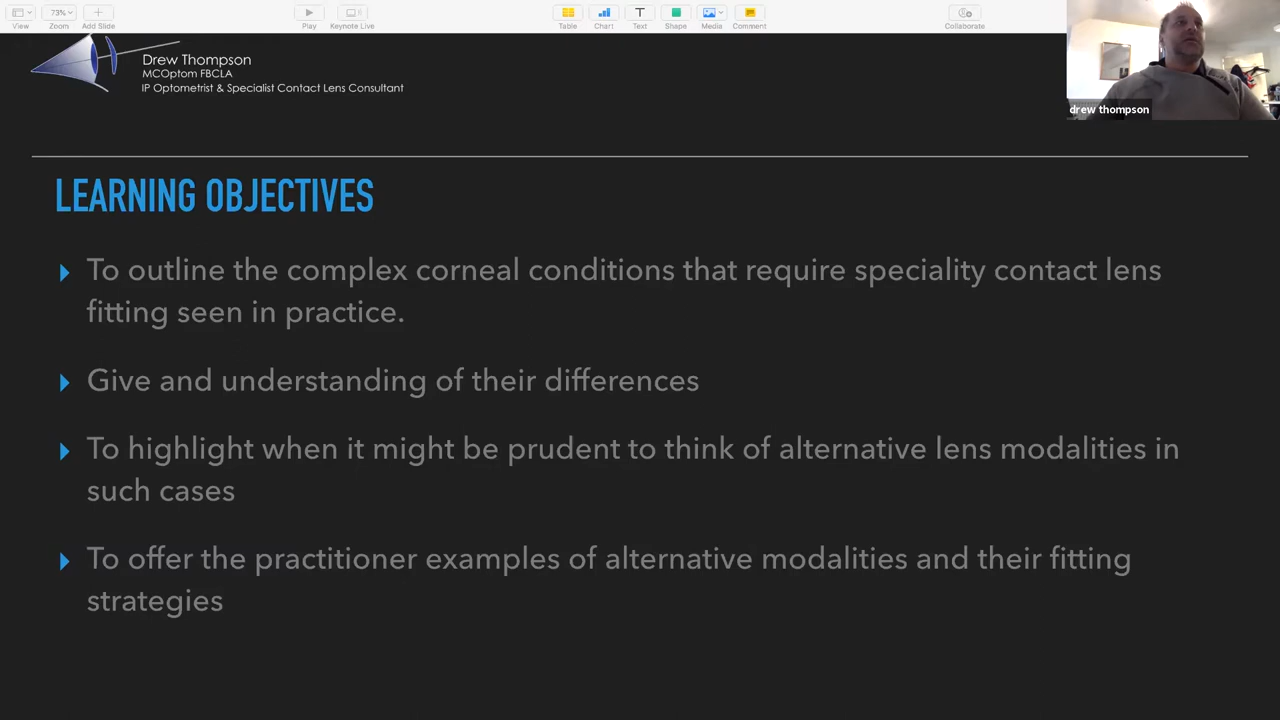 View
73%
Zoom
Add Slide
Play
Keynote Live
Table
Chart
T
Text
Shape
Media
Comment
Collaborate
Drew Thompson
MCOptom FBCLA
IP Optometrist & Specialist Contact Lens Consultant
drew thompson
LEARNING OBJECTIVES
To outline the complex corneal conditions that require speciality contact lens
fitting seen in practice.
Give and understanding of their differences
To highlight when it might be prudent to think of alternative lens modalities in
such cases
To offer the practitioner examples of alternative modalities and their fitting
strategies